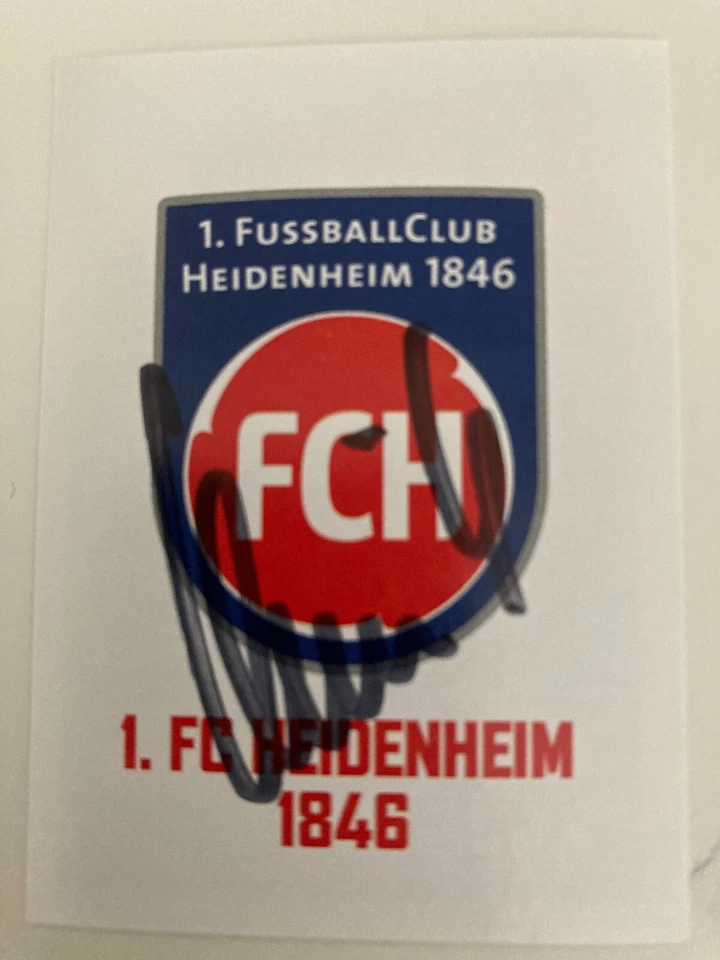 1. FUSSBALLCLUB
HEIDENHEIM 1846
FCH
1. FC HEIDENHEIM
1846